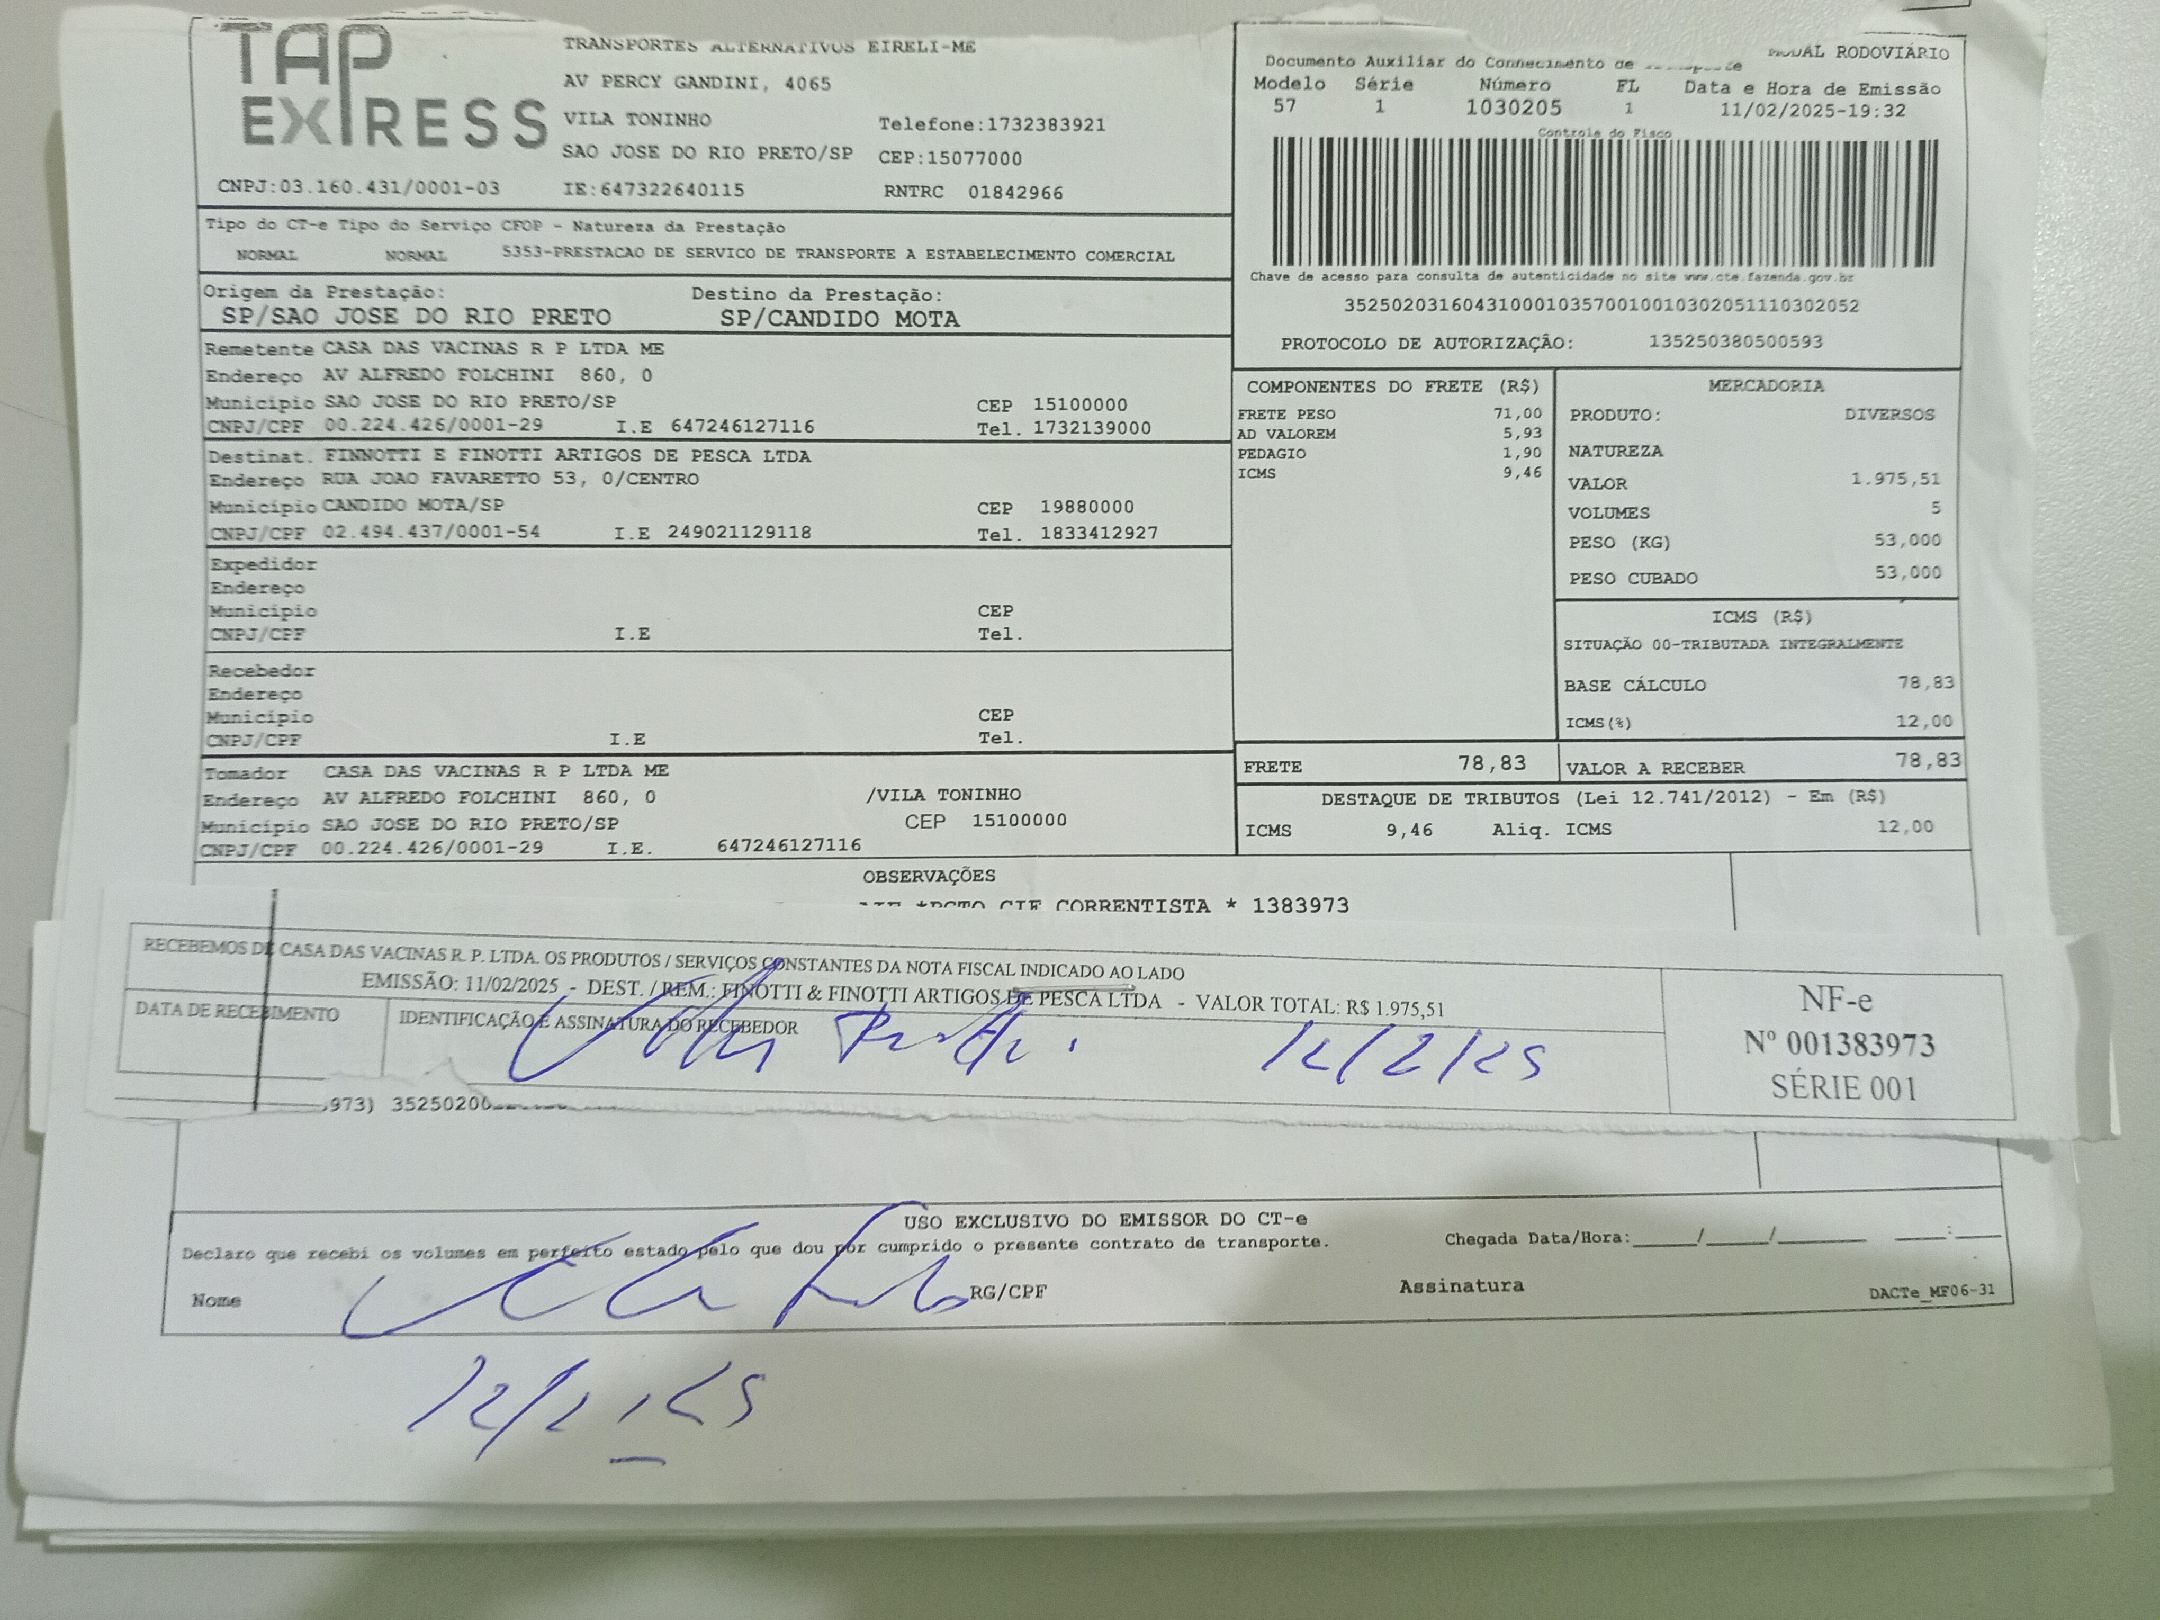 TAP EXPRESS
TRANSPORTES ALTERNATIVOS EIRELI-ME
AV PERCY GANDINI, 4065
VILA TONINHO Telefone:1732383921
SAO JOSE DO RIO PRETO/SP CEP:15077000
CNPJ:03.160.431/0001-03 IE:647322640115 RNTRC 01842966
RODOVIÁRIO
Documento Auxiliar do Conhecimento de
Modelo Série Número FL Data e Hora de Emissão
57 1 1030205 1 11/02/2025-19:32
Controle do Fisco
Chave de acesso para consulta de autenticidade no site www.cte.fazenda.gov.br
35250203160431000103570010010302051110302052
PROTOCOLO DE AUTORIZAÇÃO: 135250380500593
Tipo do CT-e Tipo do Serviço CFOP - Natureza da Prestação
NORMAL NORMAL 5353-PRESTACAO DE SERVICO DE TRANSPORTE A ESTABELECIMENTO COMERCIAL
Origem da Prestação: Destino da Prestação:
SP/SAO JOSE DO RIO PRETO SP/CANDIDO MOTA
Remetente CASA DAS VACINAS R P LTDA ME
Endereço AV ALFREDO FOLCHINI 860, 0
Município SAO JOSE DO RIO PRETO/SP CEP 15100000
CNPJ/CPF 00.224.426/0001-29 I.E 647246127116 Tel. 1732139000
Destinat. FINNOTTI E FINOTTI ARTIGOS DE PESCA LTDA
Endereço RUA JOAO FAVARETTO 53, 0/CENTRO
Município CANDIDO MOTA/SP CEP 19880000
CNPJ/CPF 02.494.437/0001-54 I.E 249021129118 Tel. 1833412927
Expedidor
Endereço
Município CEP
CNPJ/CPF I.E Tel.
Recebedor
Endereço
Município CEP
CNPJ/CPF I.E Tel.
Tomador CASA DAS VACINAS R P LTDA ME
Endereço AV ALFREDO FOLCHINI 860, 0 /VILA TONINHO
Município SAO JOSE DO RIO PRETO/SP CEP 15100000
CNPJ/CPF 00.224.426/0001-29 I.E. 647246127116
COMPONENTES DO FRETE (R$)
FRETE PESO 71,00
AD VALOREM 5,93
PEDAGIO 1,90
ICMS 9,46
MERCADORIA
PRODUTO: DIVERSOS
NATUREZA
VALOR 1.975,51
VOLUMES 5
PESO (KG) 53,000
PESO CUBADO 53,000
ICMS (R$)
SITUAÇÃO 00-TRIBUTADA INTEGRALMENTE
BASE CÁLCULO 78,83
ICMS(%) 12,00
FRETE 78,83 VALOR A RECEBER 78,83
DESTAQUE DE TRIBUTOS (Lei 12.741/2012) - Em (R$)
ICMS 9,46 Aliq. ICMS 12,00
OBSERVAÇÕES
CIF CORRENTISTA * 1383973
RECEBEMOS DE CASA DAS VACINAS R. P. LTDA. OS PRODUTOS / SERVIÇOS CONSTANTES DA NOTA FISCAL INDICADO AO LADO
EMISSÃO: 11/02/2025 - DEST. / REM.: FINOTTI & FINOTTI ARTIGOS DE PESCA LTDA - VALOR TOTAL: R$ 1.975,51
DATA DE RECEBIMENTO IDENTIFICAÇÃO E ASSINATURA DO RECEBEDOR
12/2/25
NF-e
Nº 001383973
SÉRIE 001
973) 35250200
USO EXCLUSIVO DO EMISSOR DO CT-e
Declaro que recebi os volumes em perfeito estado pelo que dou por cumprido o presente contrato de transporte. Chegada Data/Hora:_____/_____/________ _____:_____
Nome RG/CPF Assinatura DACTe_MF06-31
12/2/25